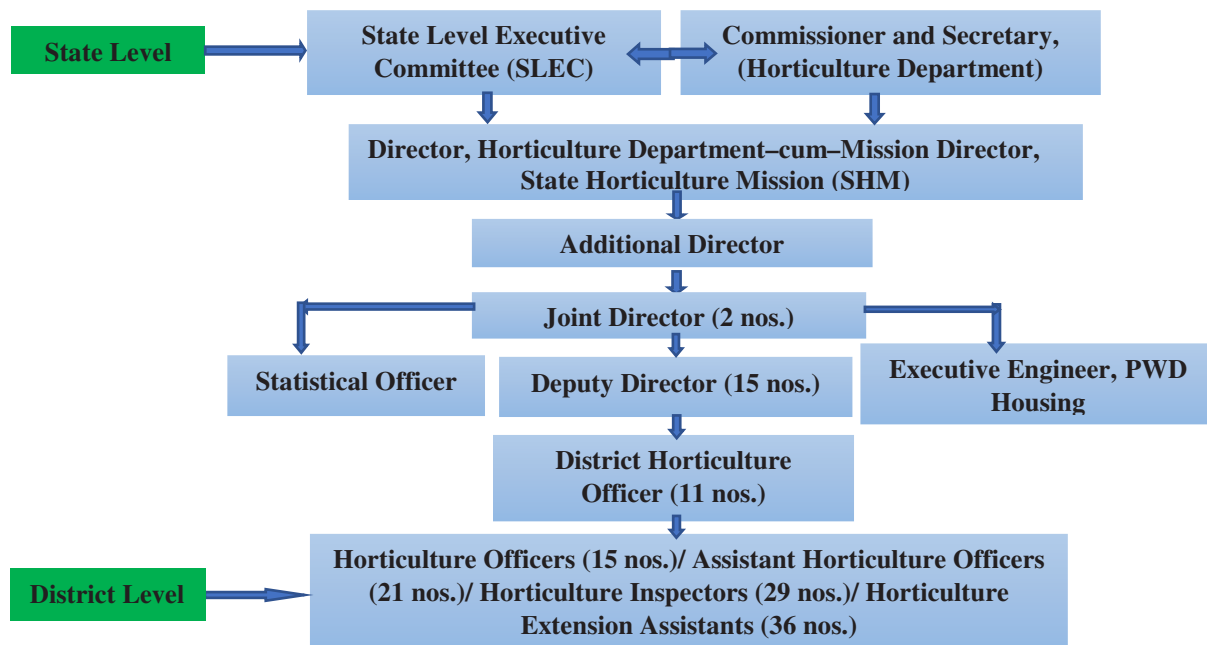 State Level
State Level Executive
Committee (SLEC)
Commissioner and Secretary,
(Horticulture Department)
Director, Horticulture Department–cum–Mission Director,
State Horticulture Mission (SHM)
Additional Director
Joint Director (2 nos.)
Statistical Officer
Deputy Director (15 nos.)
Executive Engineer, PWD
Housing
District Horticulture
Officer (11 nos.)
District Level
Horticulture Officers (15 nos.)/ Assistant Horticulture Officers
(21 nos.)/ Horticulture Inspectors (29 nos.)/ Horticulture
Extension Assistants (36 nos.)